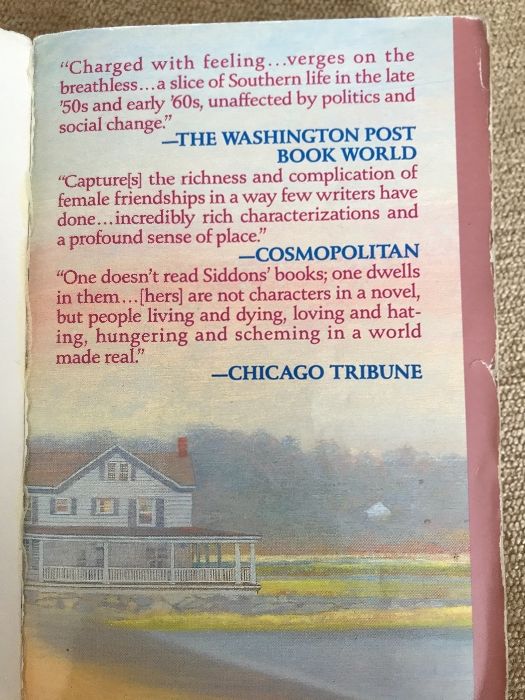 “Charged with feeling...verges on the
breathless...a slice of Southern life in the late
’50s and early ’60s, unaffected by politics and
social change.”
—THE WASHINGTON POST
BOOK WORLD
“Capture[s] the richness and complication of
female friendships in a way few writers have
done...incredibly rich characterizations and
a profound sense of place.”
—COSMOPOLITAN
“One doesn’t read Siddons’ books; one dwells
in them...[hers] are not characters in a novel,
but people living and dying, loving and hat-
ing, hungering and scheming in a world
made real.”
—CHICAGO TRIBUNE